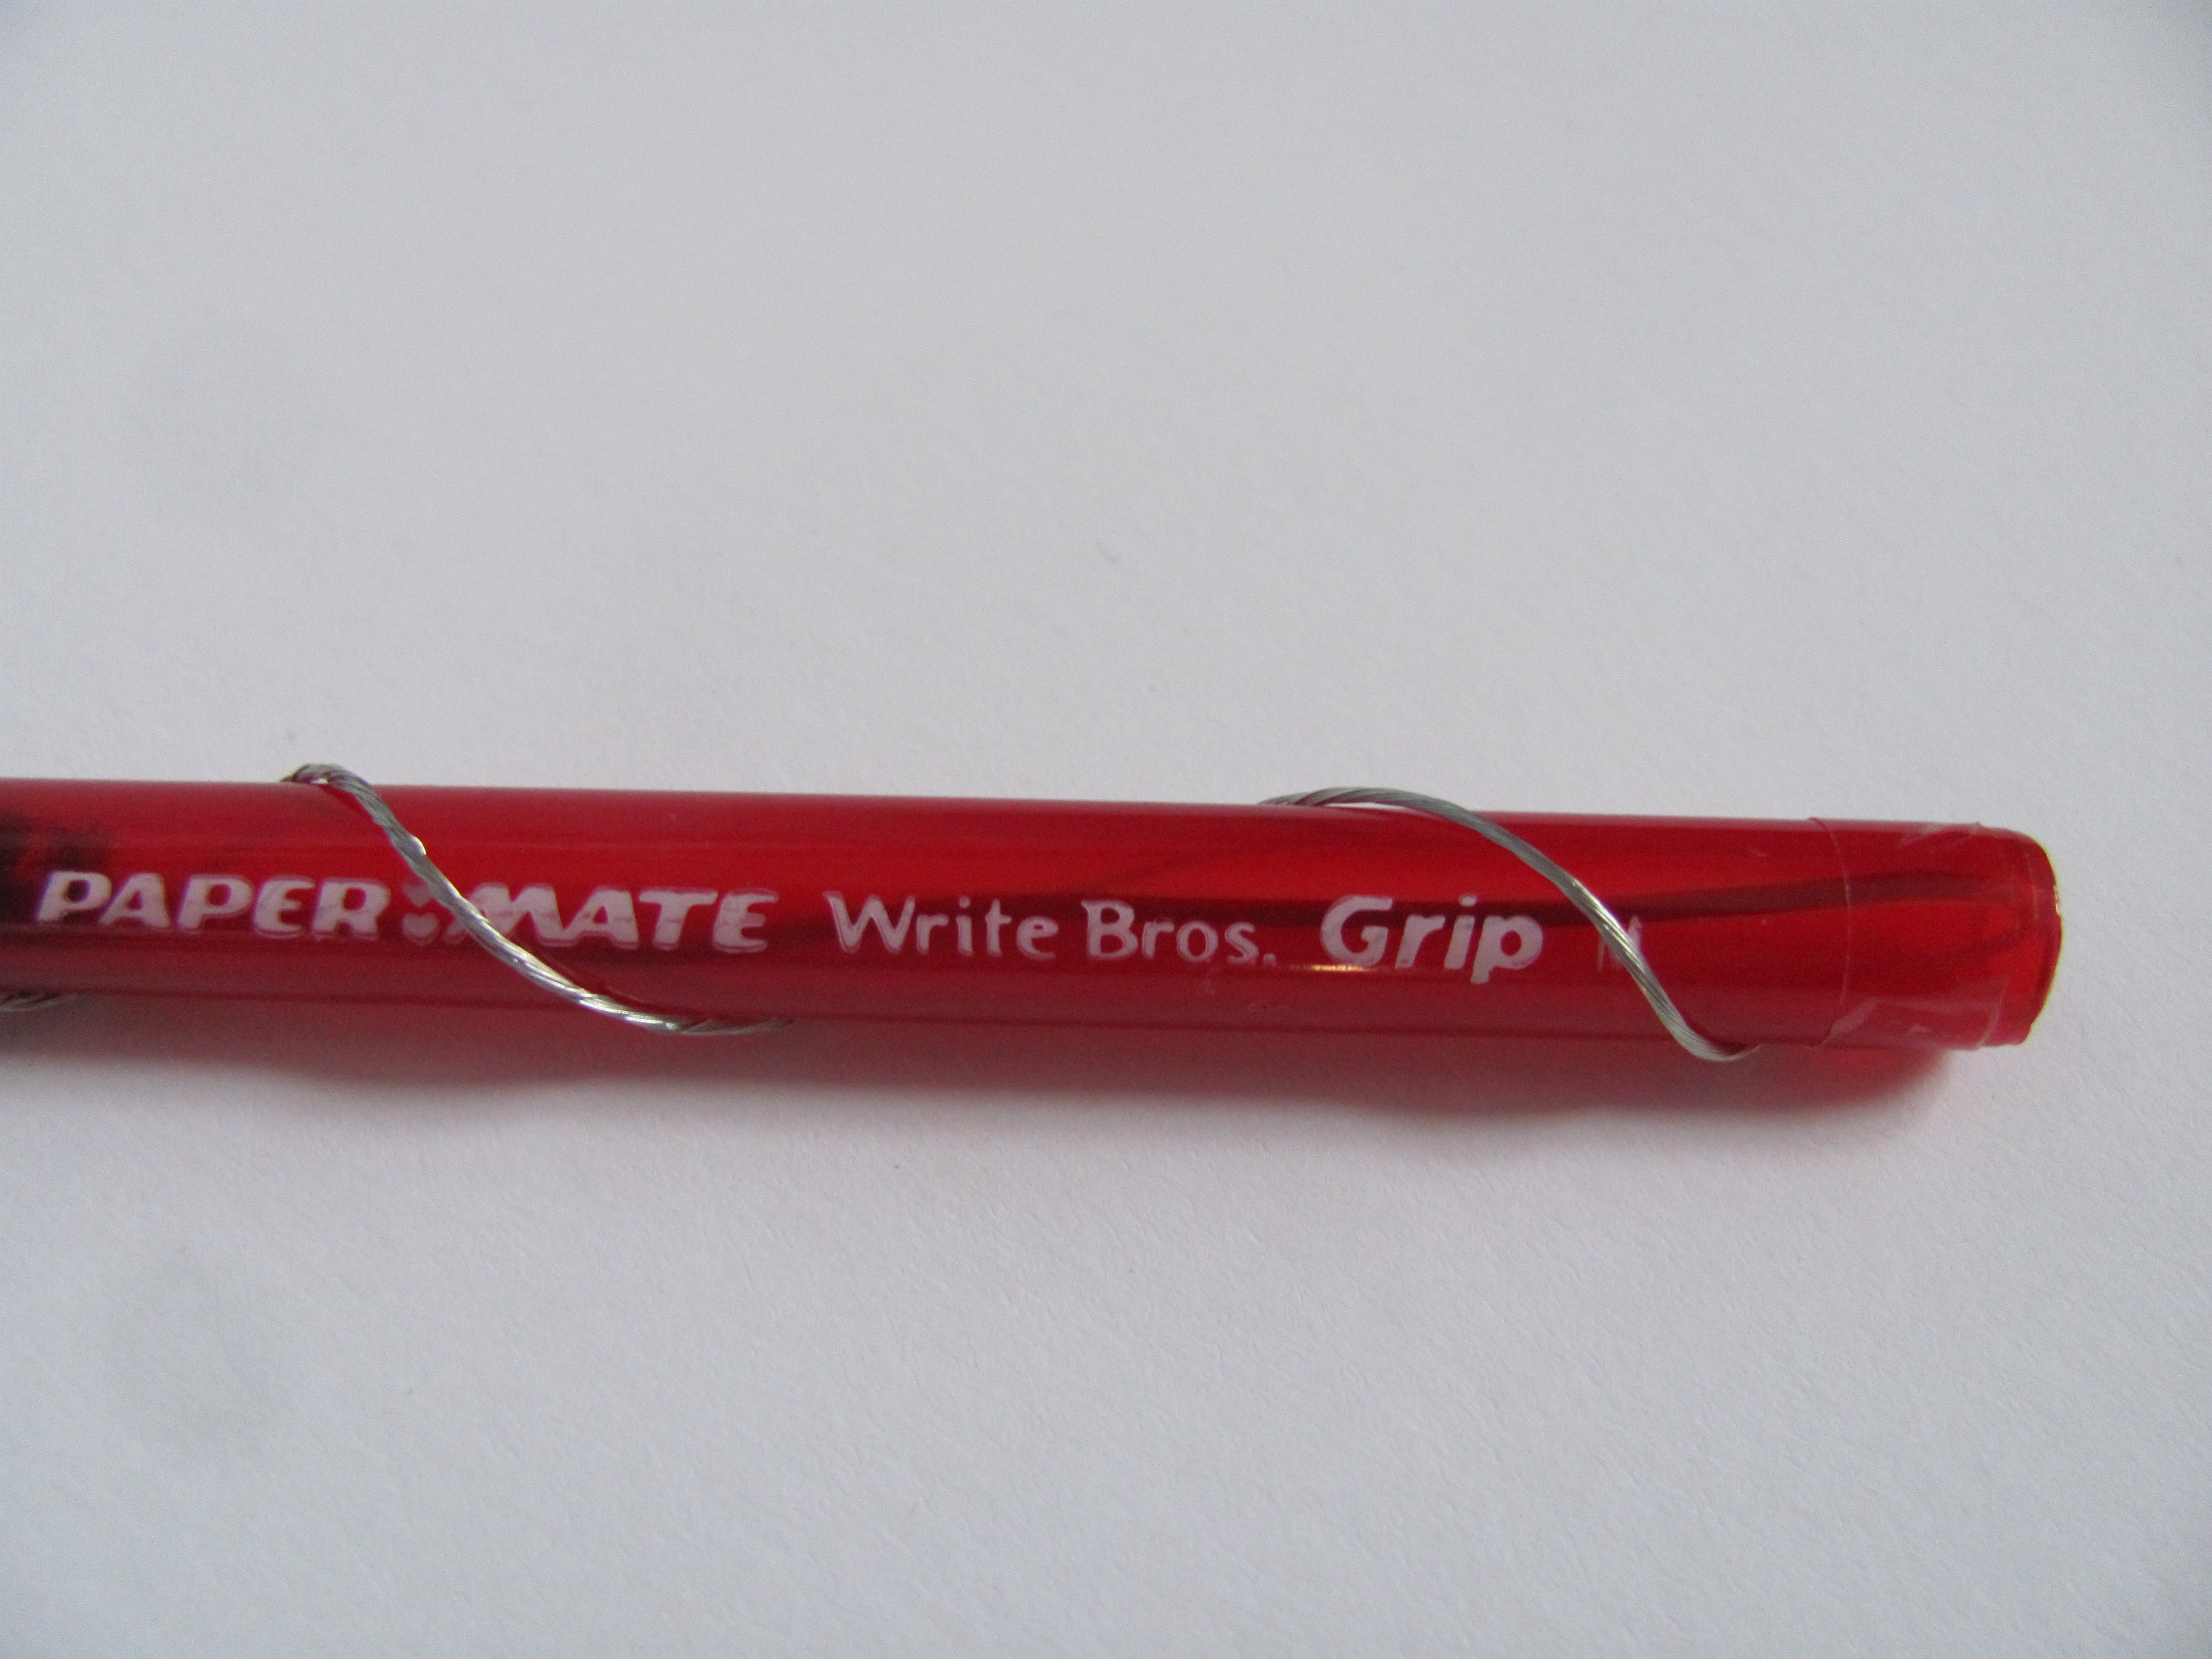 PAPER MATE Write Bros. Grip M